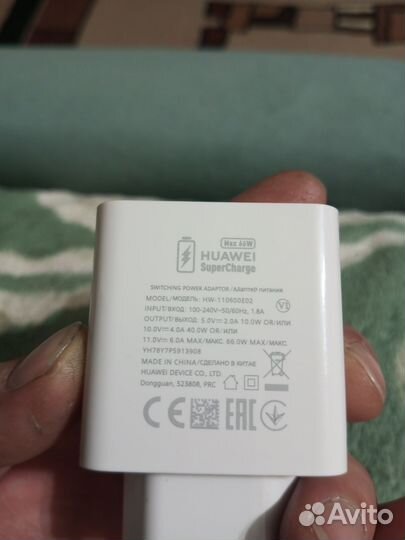 Max 66W
HUAWEI
SuperCharge
SWITCHING POWER ADAPTOR/Адаптер питания
MODEL/МОДЕЛЬ: HW-110600E02
INPUT/ВХОД: 100-240V~50/60Hz, 1.8A
OUTPUT/ВЫХОД: 5.0V⎓2.0A 10.0W OR/ИЛИ
10.0V⎓4.0A 40.0W OR/ИЛИ
11.0V⎓6.0A MAX/МАКС. 66.0W MAX/МАКС.
YH78Y7P5913908
MADE IN CHINA/СДЕЛАНО В КИТАЕ
HUAWEI DEVICE CO., LTD.
Dongguan, 523808, PRC
VI
CE EAC
Avito